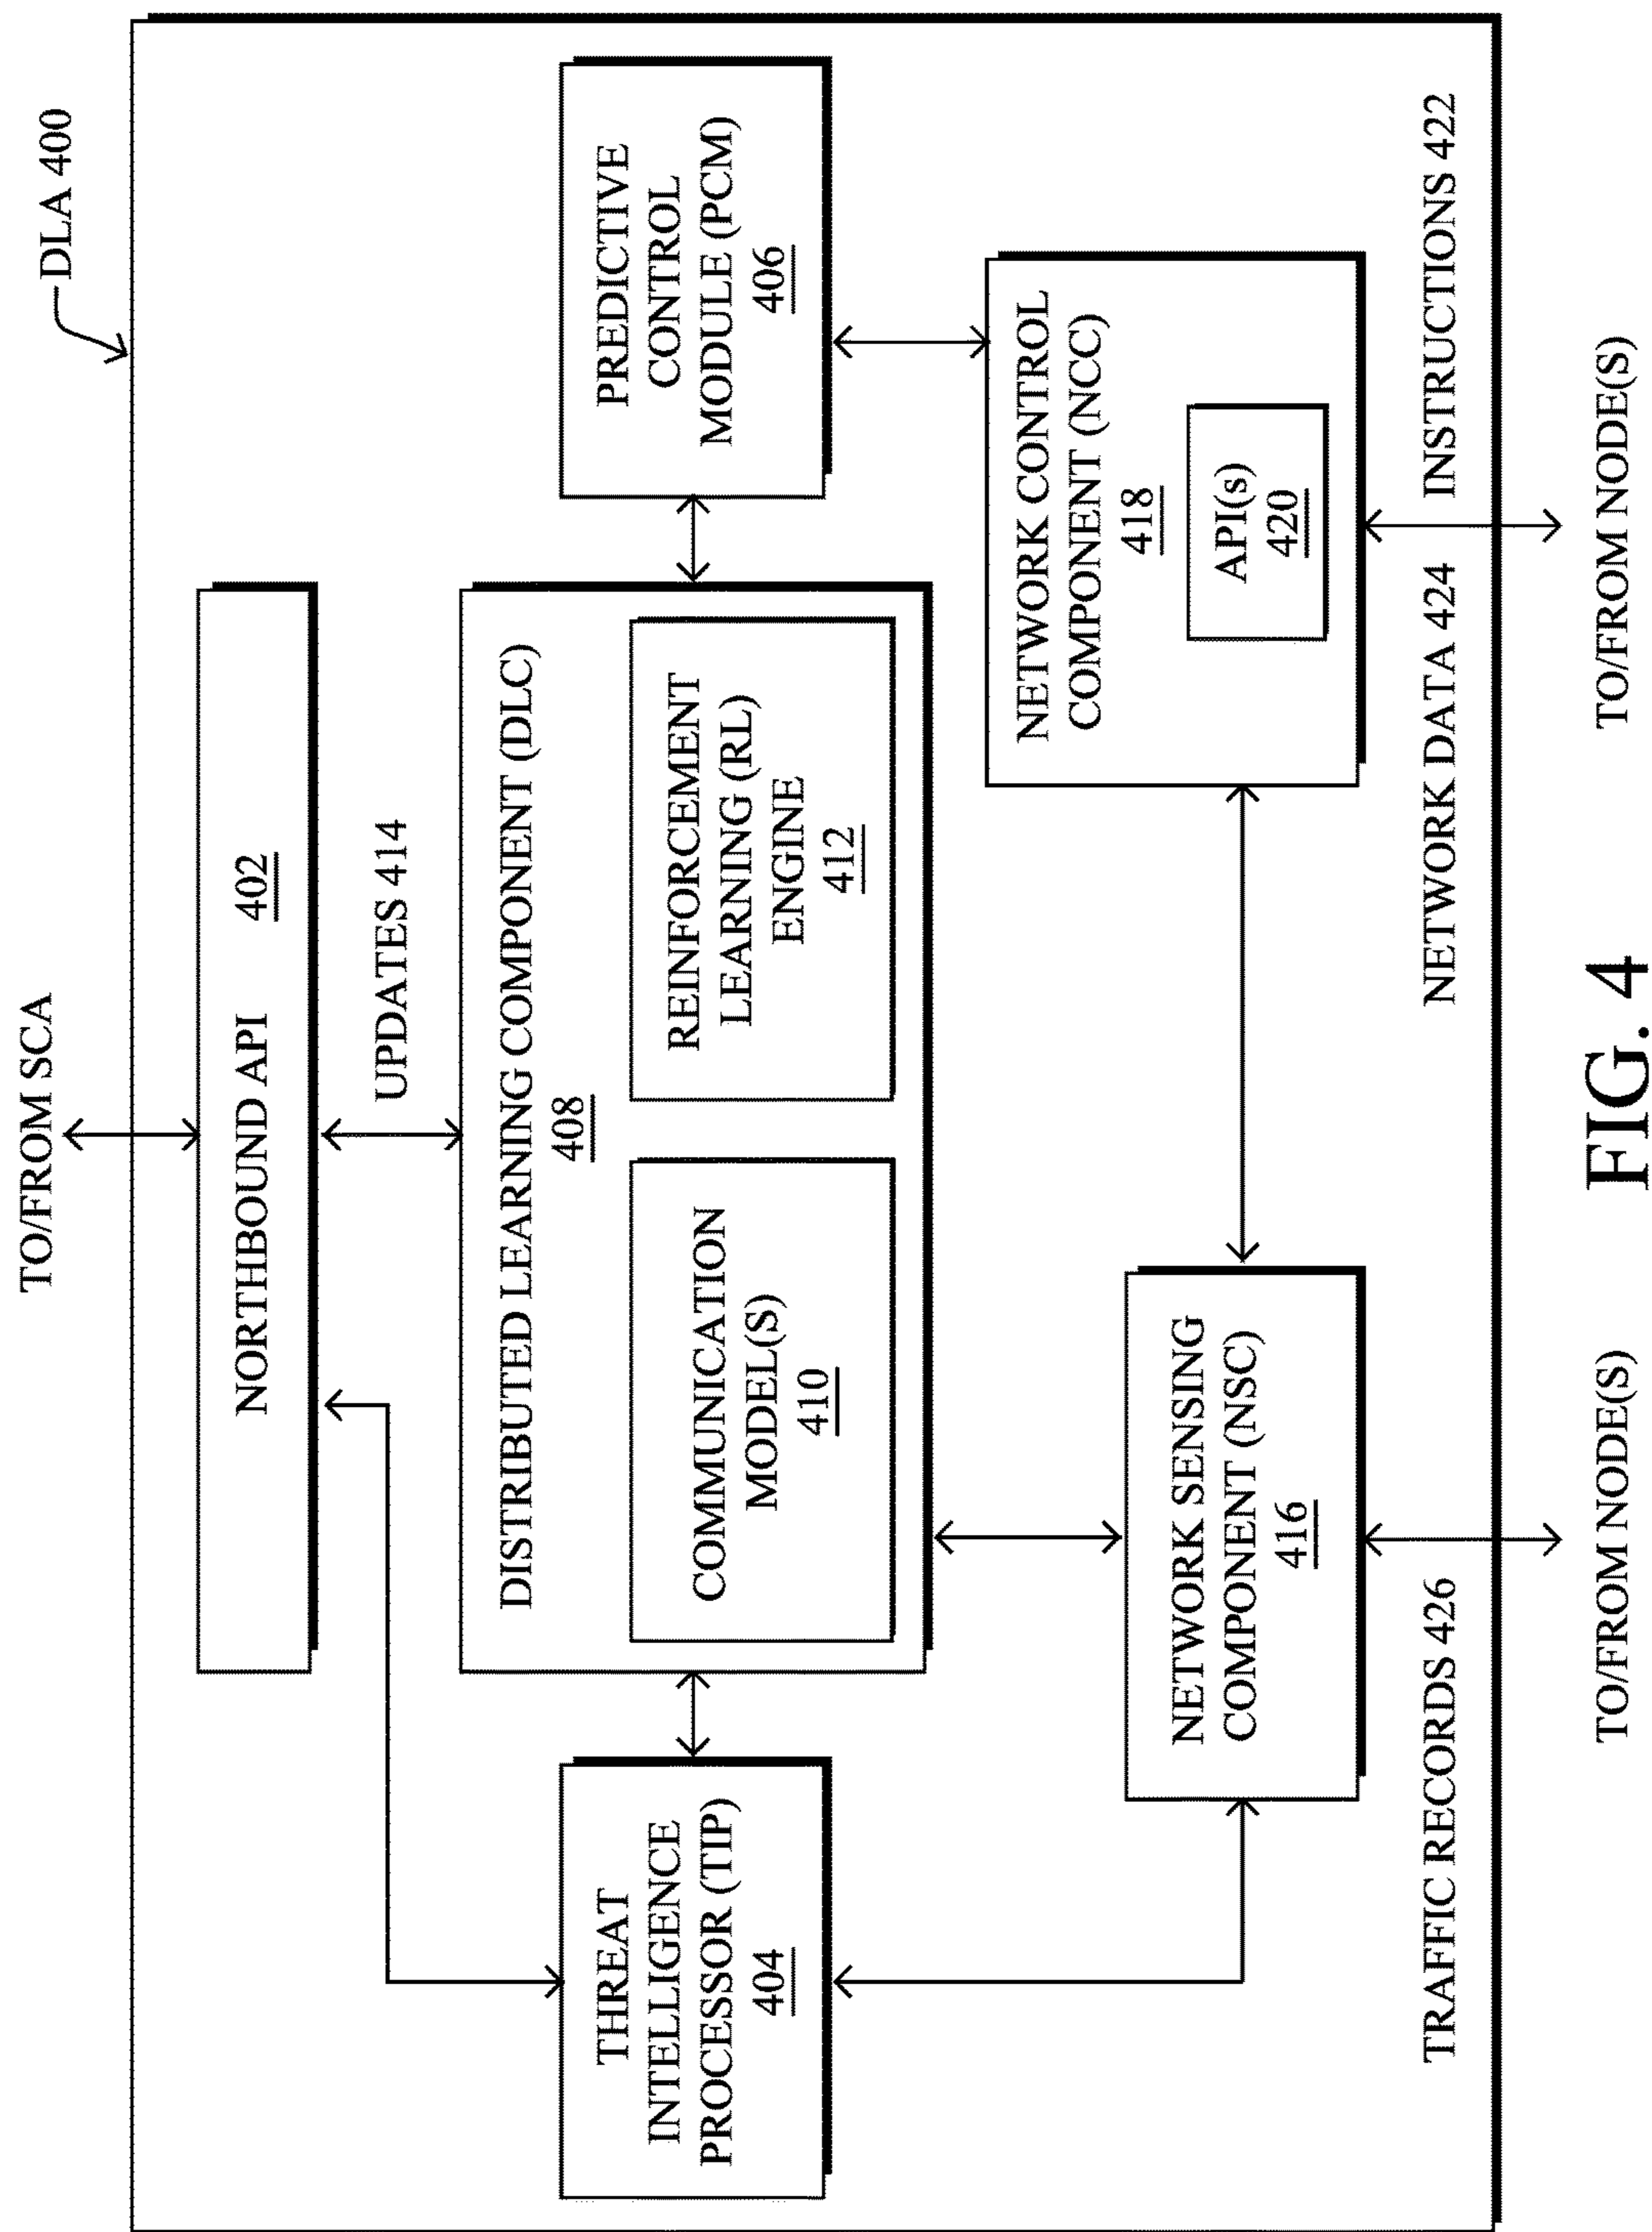 DLA 400
TO/FROM SCA
NORTHBOUND API 402
UPDATES 414
THREAT
INTELLIGENCE
PROCESSOR (TIP)
404
DISTRIBUTED LEARNING COMPONENT (DLC)
408
COMMUNICATION
MODEL(S)
410
REINFORCEMENT
LEARNING (RL)
ENGINE
412
PREDICTIVE
CONTROL
MODULE (PCM)
406
NETWORK SENSING
COMPONENT (NSC)
416
NETWORK CONTROL
COMPONENT (NCC)
418
API(s)
420
TRAFFIC RECORDS 426
NETWORK DATA 424
INSTRUCTIONS 422
TO/FROM NODE(S)
TO/FROM NODE(S)
FIG. 4